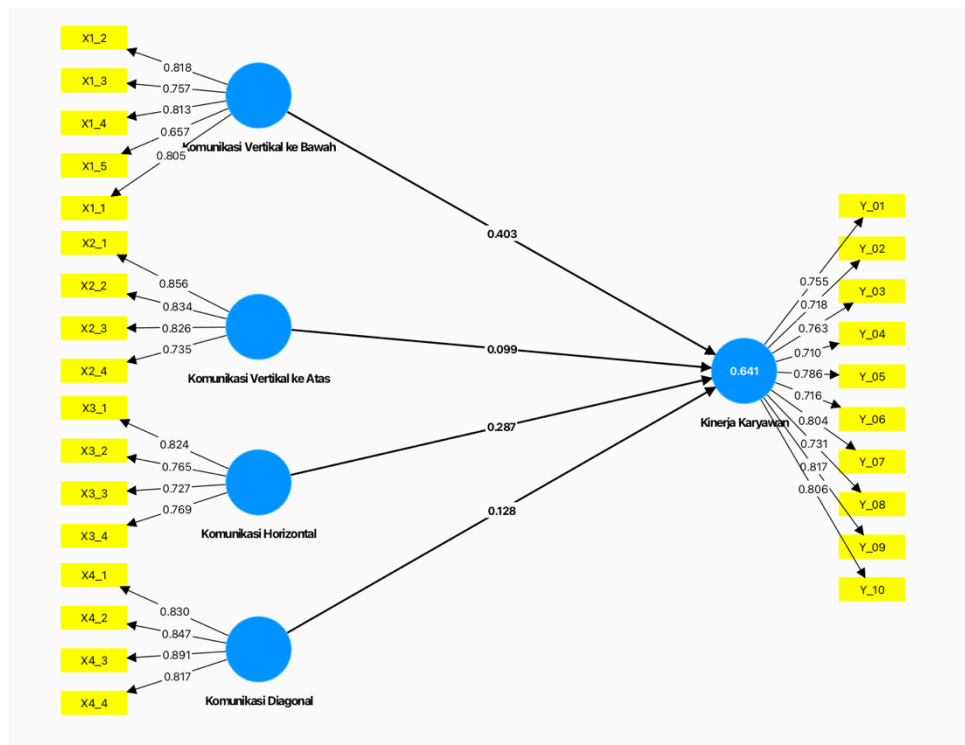 X1_2
X1_3
X1_4
X1_5
X1_1
0.818
0.757
0.813
0.657
0.805
Komunikasi Vertikal ke Bawah
X2_1
X2_2
X2_3
X2_4
0.856
0.834
0.826
0.735
Komunikasi Vertikal ke Atas
X3_1
X3_2
X3_3
X3_4
0.824
0.765
0.727
0.769
Komunikasi Horizontal
X4_1
X4_2
X4_3
X4_4
0.830
0.847
0.891
0.817
Komunikasi Diagonal
0.403
0.099
0.287
0.128
0.641
Kinerja Karyawan
0.755
0.718
0.763
0.710
0.786
0.716
0.804
0.731
0.817
0.806
Y_01
Y_02
Y_03
Y_04
Y_05
Y_06
Y_07
Y_08
Y_09
Y_10